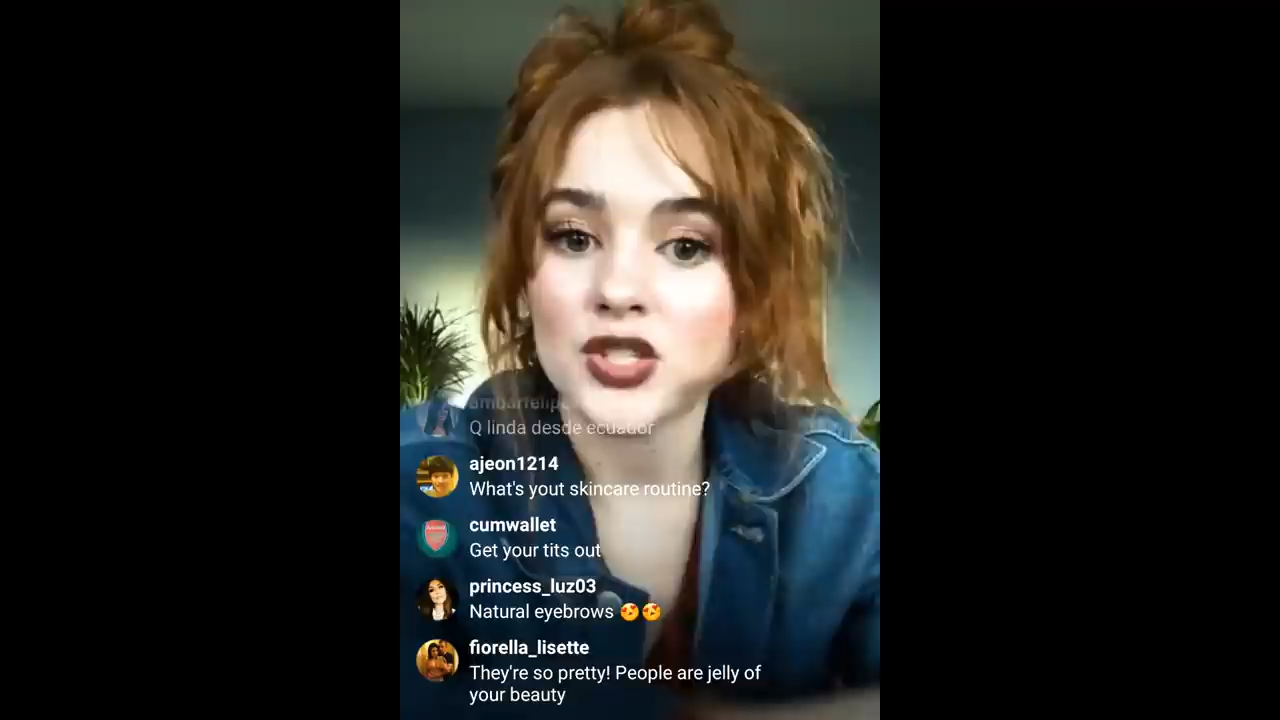 Q linda desde ecuador
ajeon1214
What's yout skincare routine?
cumwallet
Get your tits out
princess_luz03
Natural eyebrows 
fiorella_lisette
They're so pretty! People are jelly of
your beauty